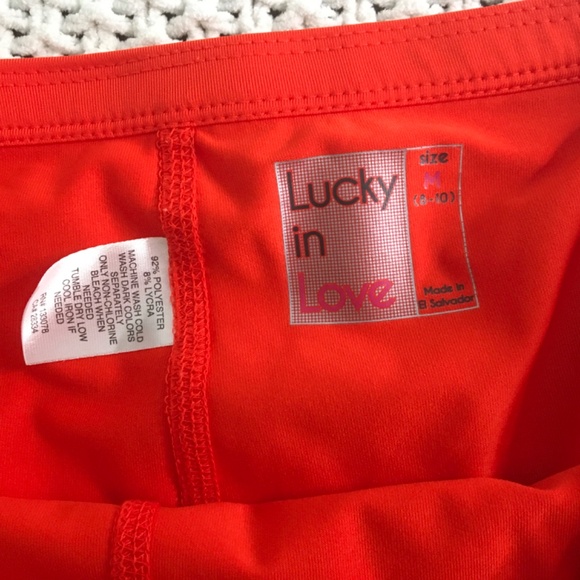 Lucky
in
Love
size
M
(8-10)
Made in
El Salvador
92% POLYESTER
8% LYCRA
MACHINE WASH COLD
WASH DARK COLORS
SEPARATELY
ONLY NON-CHLORINE
BLEACH WHEN
NEEDED
TUMBLE DRY LOW
COOL IRON IF
NEEDED